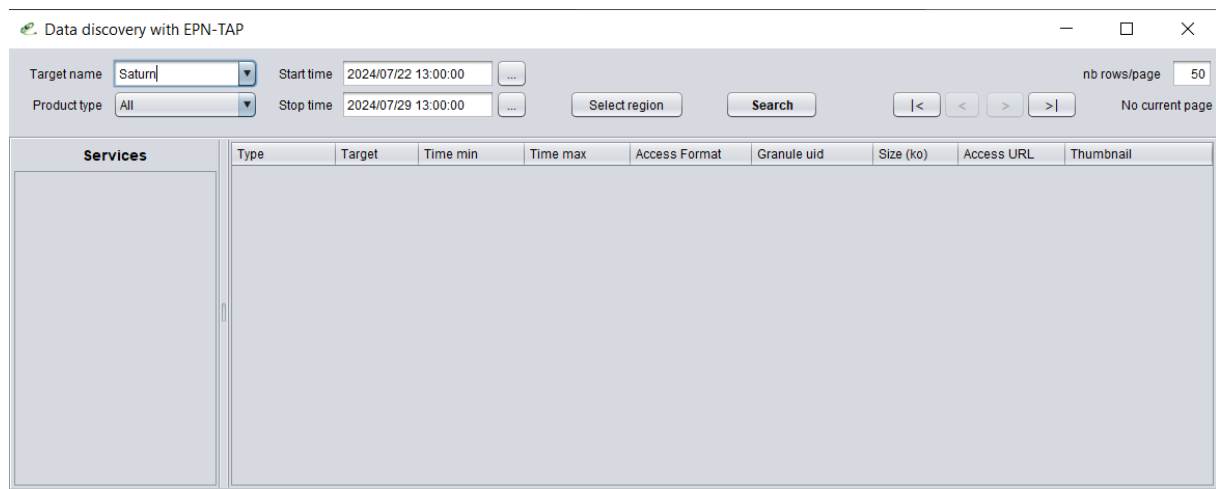 Data discovery with EPN-TAP
Target name Saturn Start time 2024/07/22 13:00:00 ... nb rows/page 50
Product type All Stop time 2024/07/29 13:00:00 ... Select region Search |< < > >| No current page
Services Type Target Time min Time max Access Format Granule uid Size (ko) Access URL Thumbnail